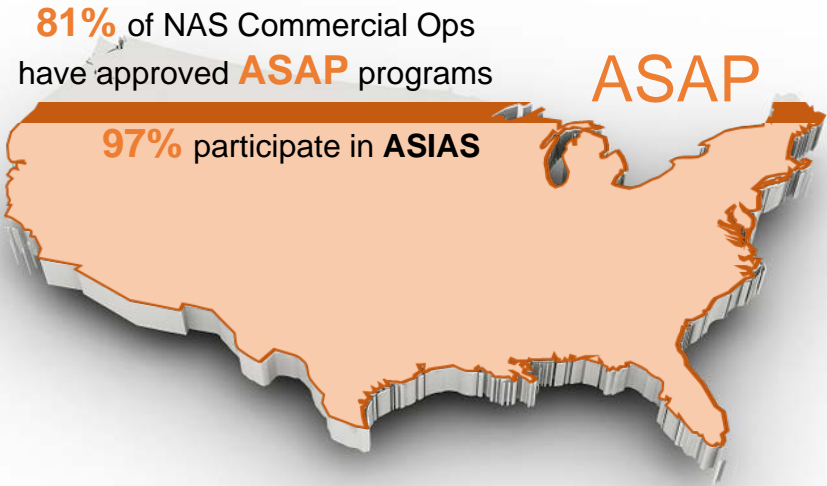 81% of NAS Commercial Ops
have approved ASAP programs
ASAP
97% participate in ASIAS